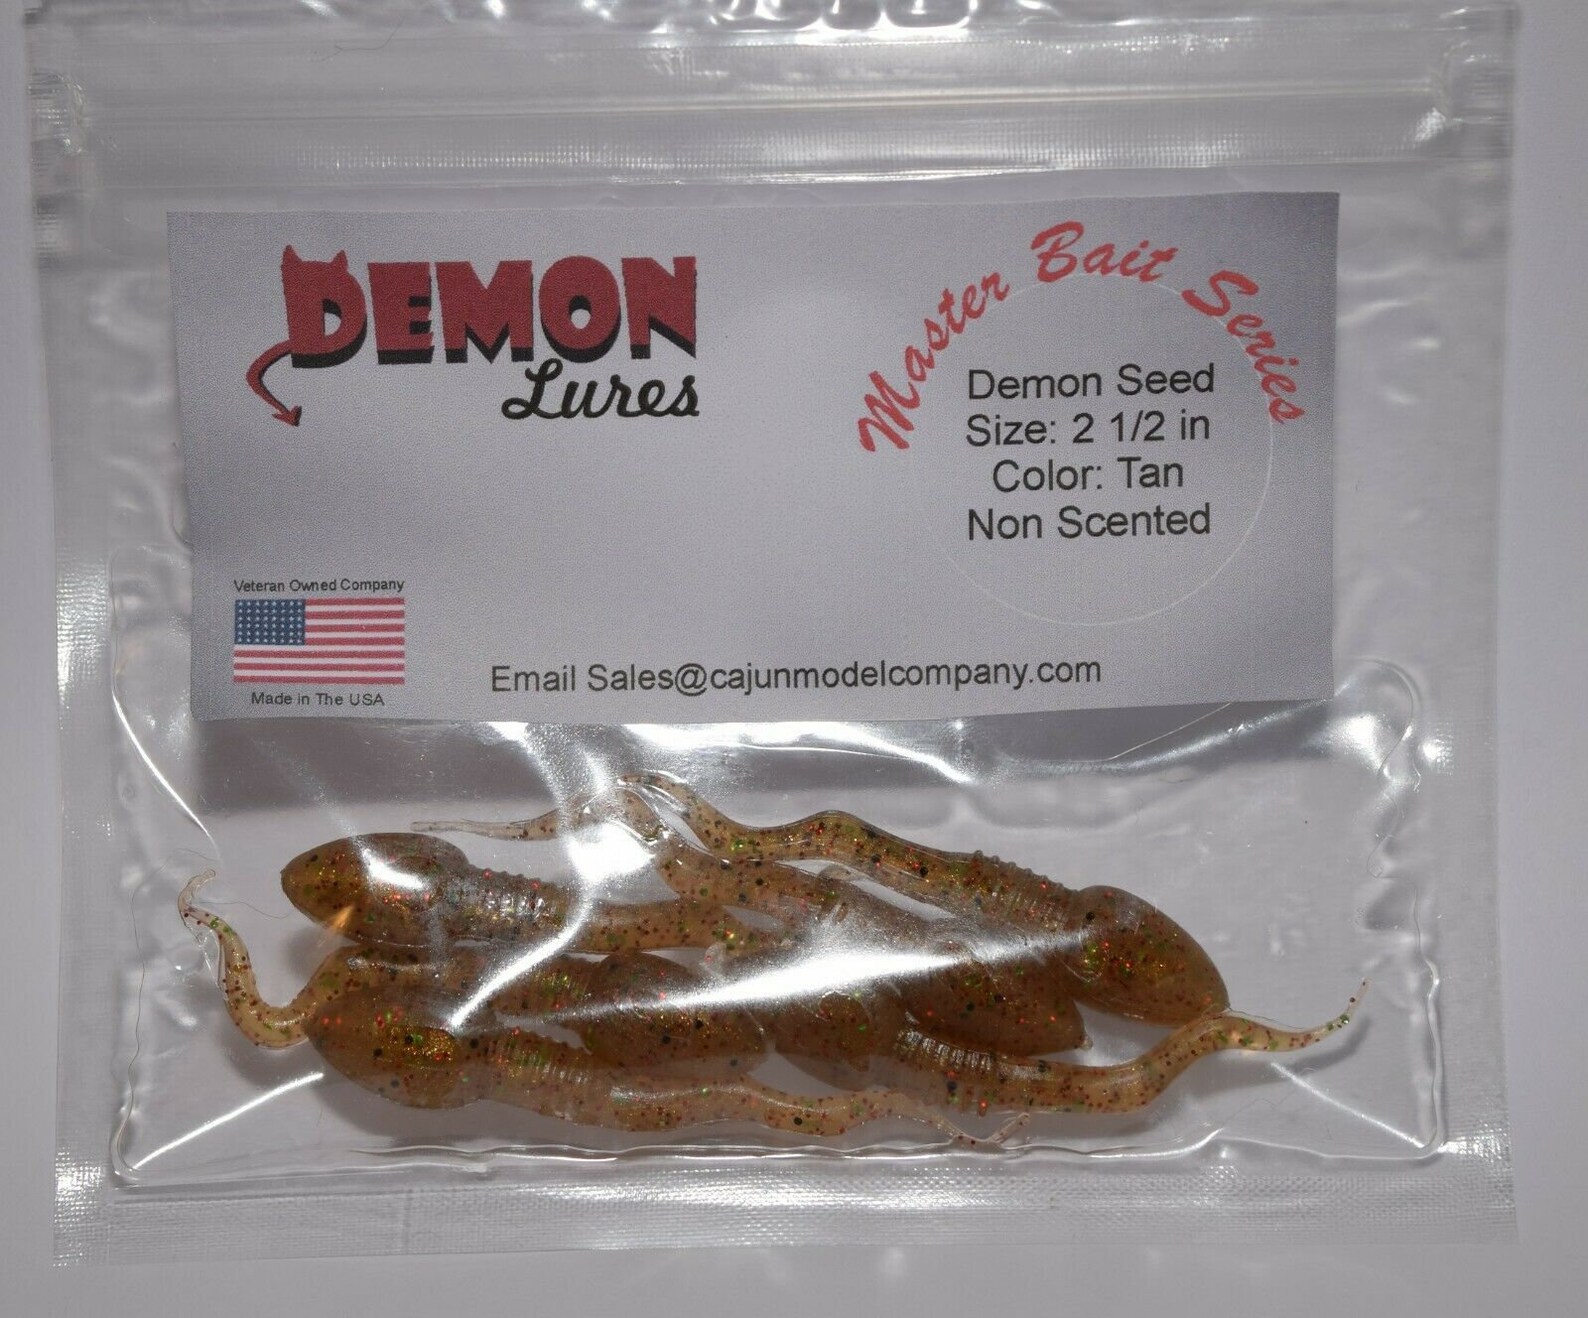 DEMON
Lures
Master Bait Series
Demon Seed
Size: 2 1/2 in
Color: Tan
Non Scented
Veteran Owned Company
Made in The USA
Email Sales@cajunmodelcompany.com